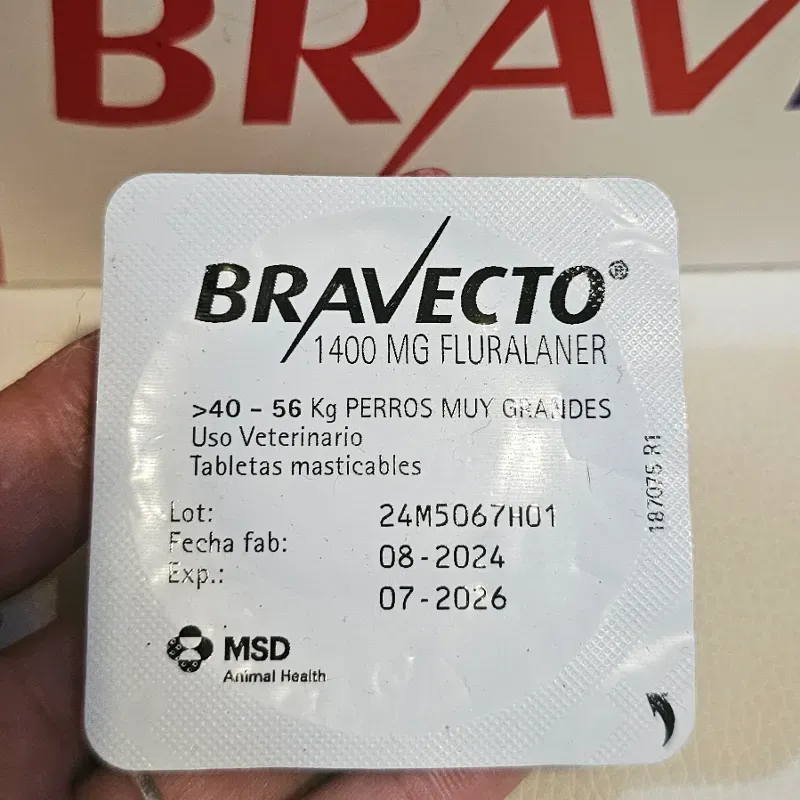 BRAV
BRAVECTO®
1400 MG FLURALANER
>40 - 56 Kg PERROS MUY GRANDES
Uso Veterinario
Tabletas masticables
187075 R1
Lot: 24M5067H01
Fecha fab: 08-2024
Exp.: 07-2026
MSD
Animal Health